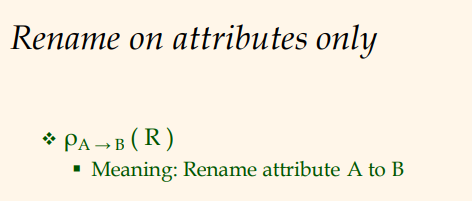 Rename on attributes only
❖ ρA → B ( R )
▪ Meaning: Rename attribute A to B